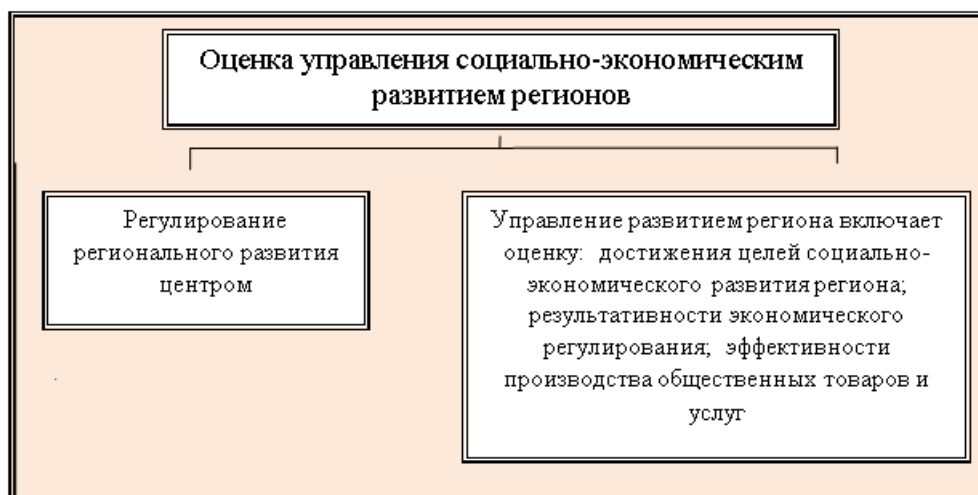 Оценка управления социально-экономическим
развитием регионов
Регулирование
регионального развития
центром
Управление развитием региона включает
оценку: достижения целей социально-
экономического развития региона;
результативности экономического
регулирования; эффективности
производства общественных товаров и
услуг